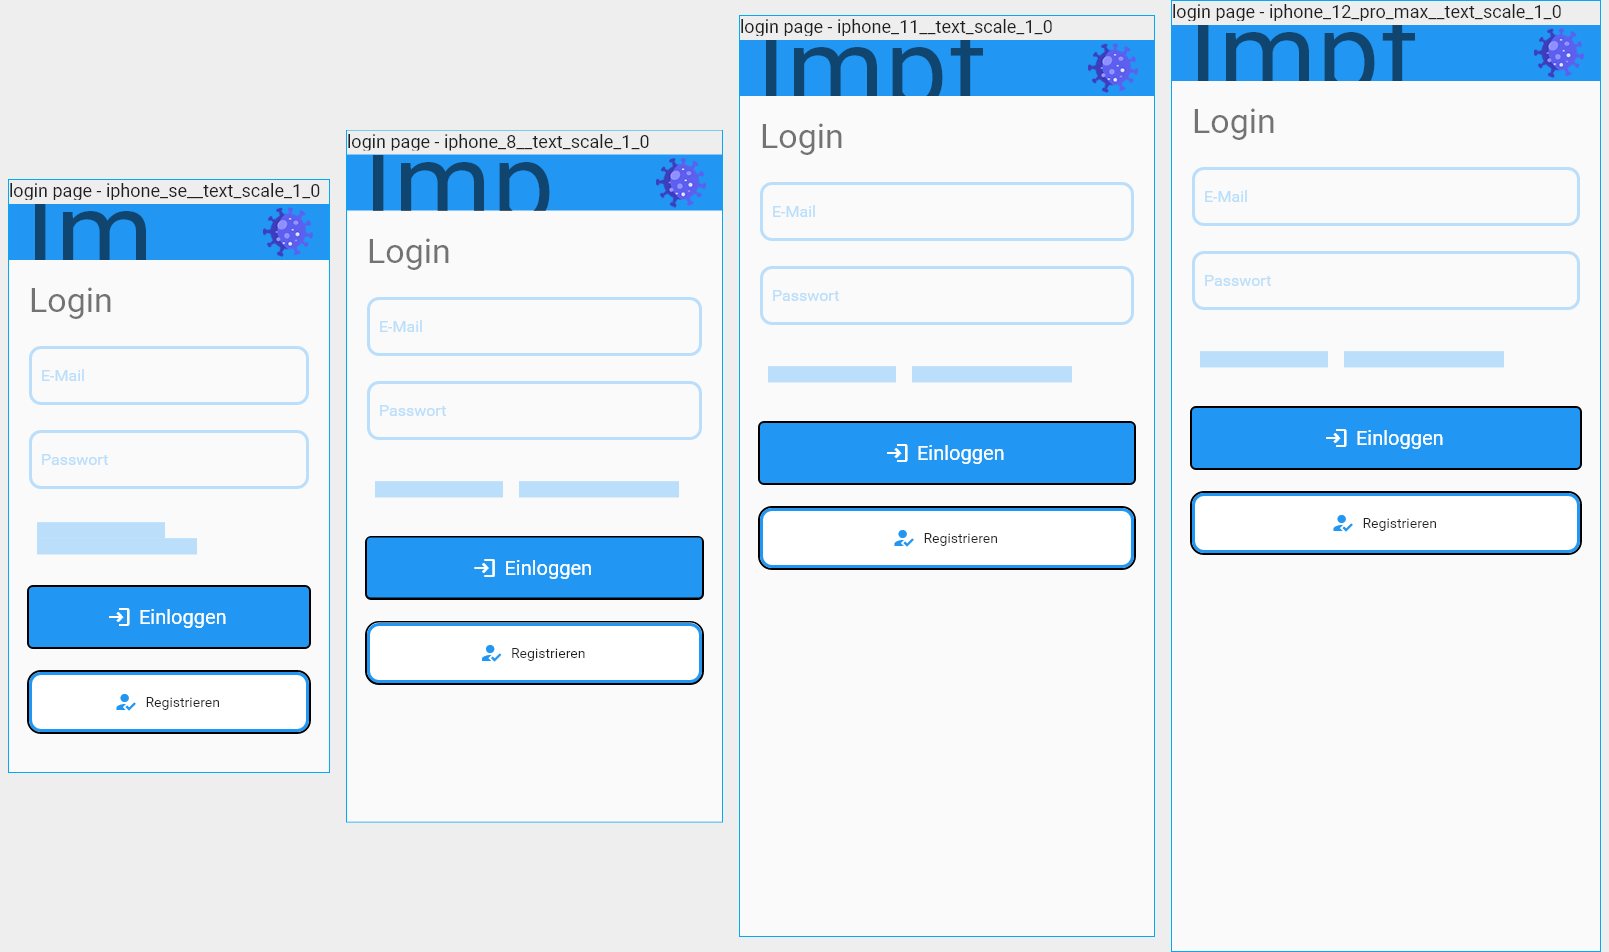 login page - iphone_se__text_scale_1_0
Im
Login
E-Mail
Passwort
Einloggen
Registrieren
login page - iphone_8__text_scale_1_0
Imp
Login
E-Mail
Passwort
Einloggen
Registrieren
login page - iphone_11__text_scale_1_0
Impf
Login
E-Mail
Passwort
Einloggen
Registrieren
login page - iphone_12_pro_max__text_scale_1_0
Impf
Login
E-Mail
Passwort
Einloggen
Registrieren